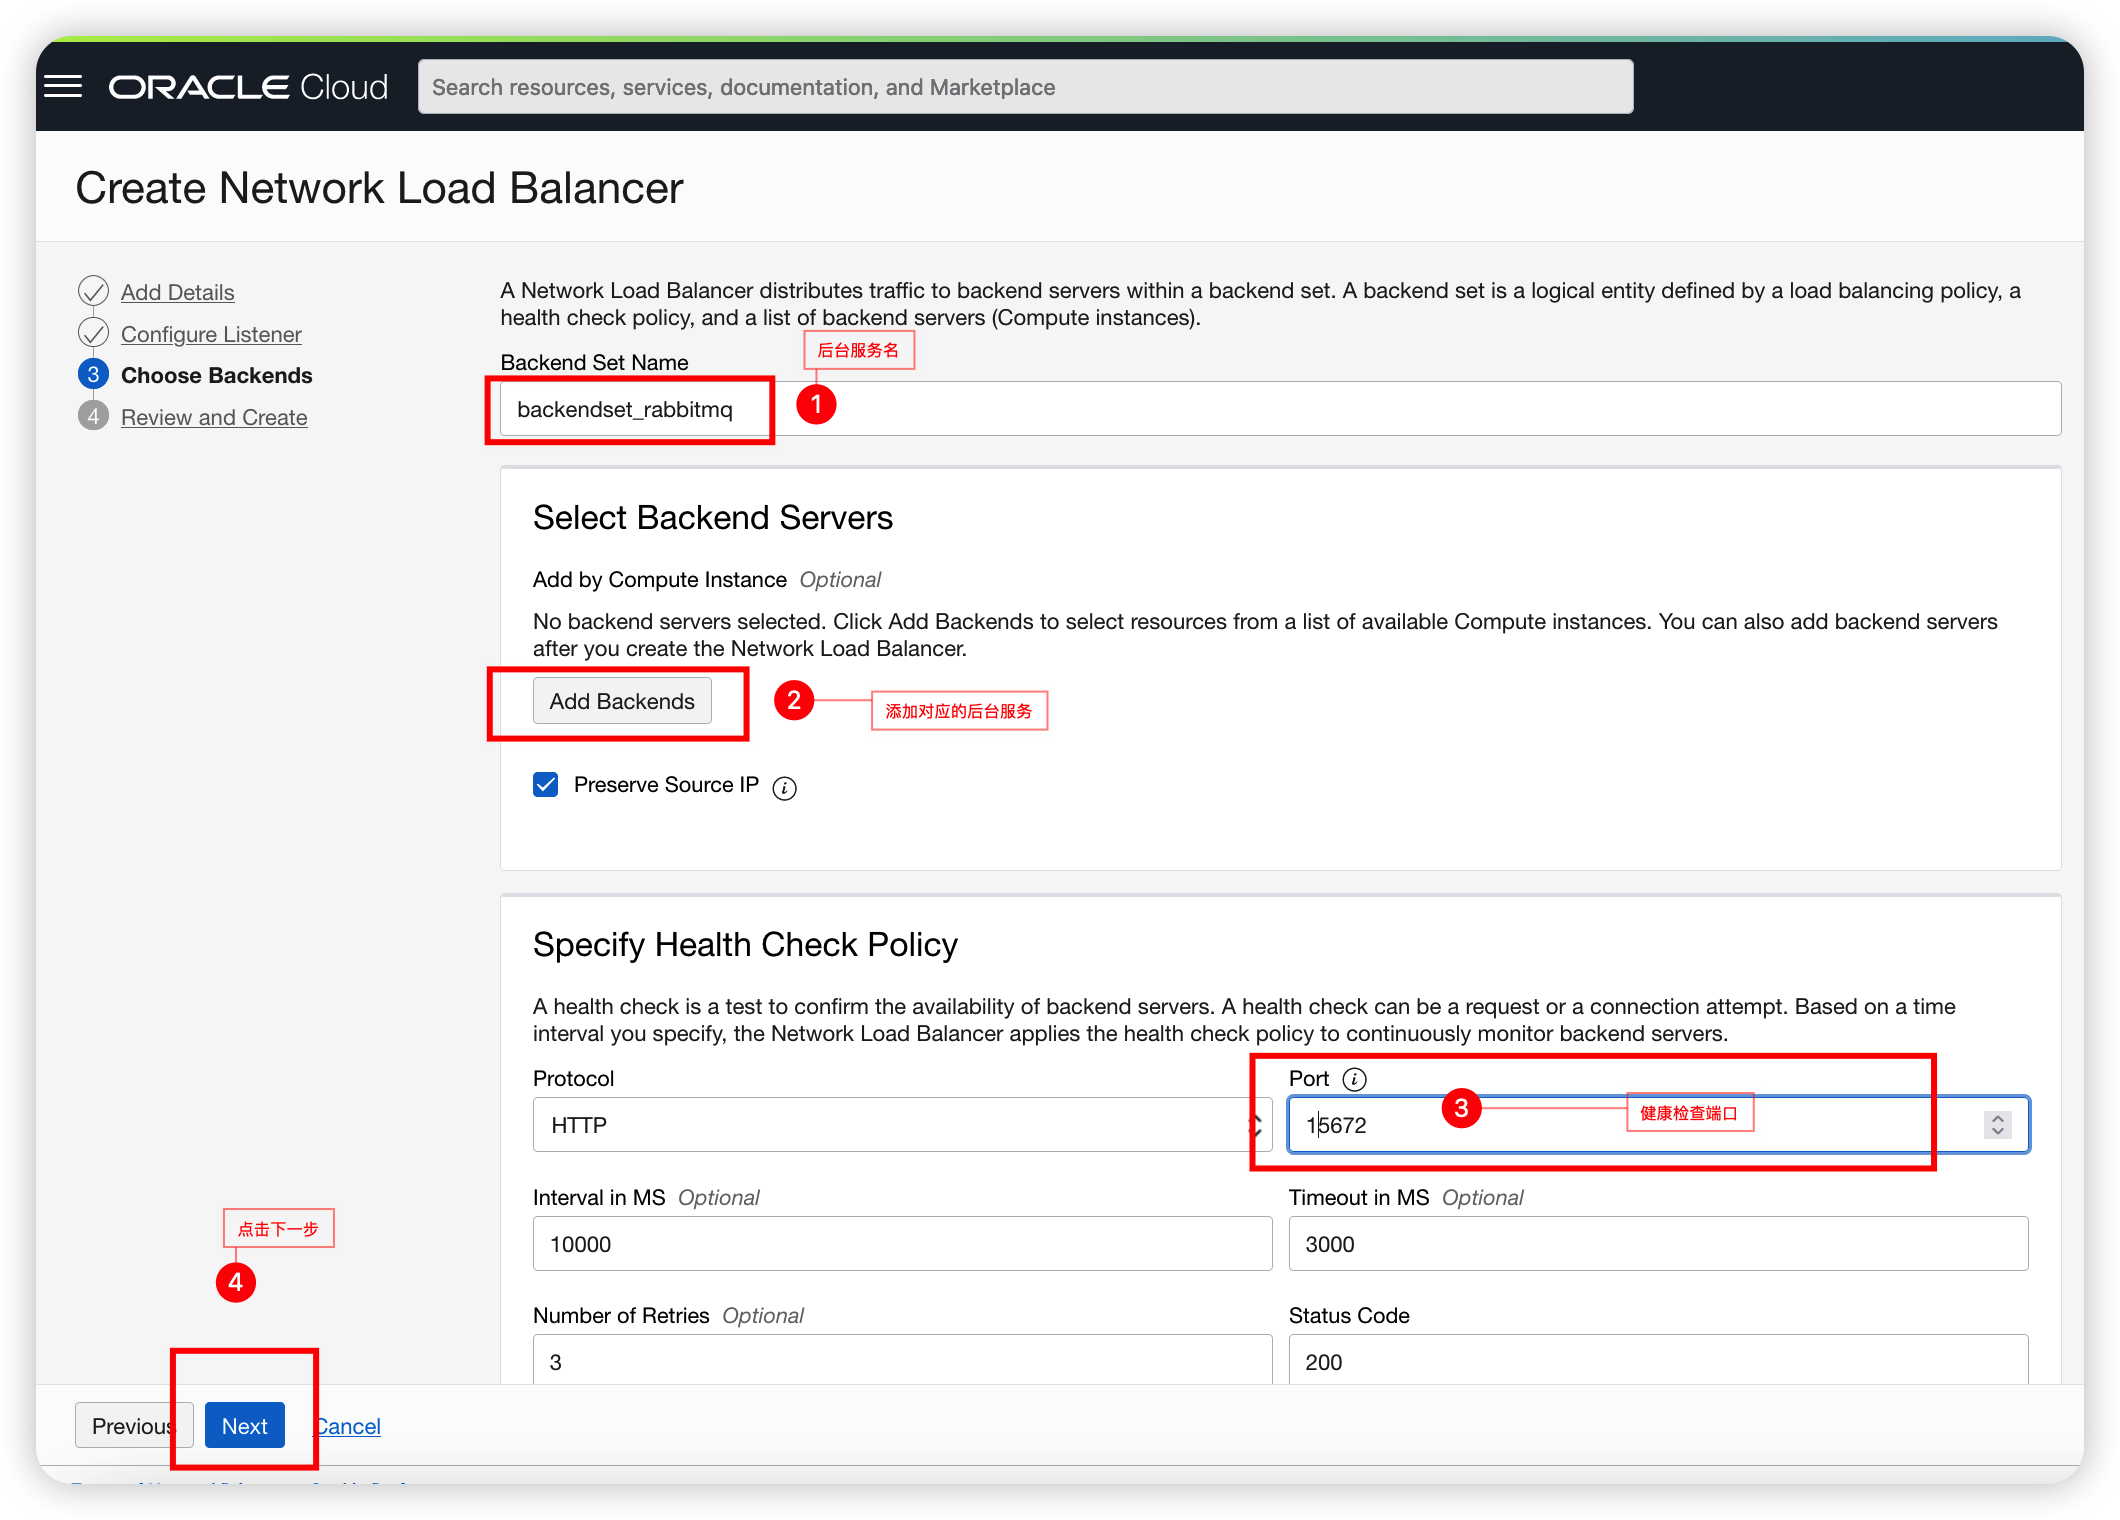 ORACLE Cloud
Search resources, services, documentation, and Marketplace
Create Network Load Balancer
Add Details
Configure Listener
3 Choose Backends
4 Review and Create
A Network Load Balancer distributes traffic to backend servers within a backend set. A backend set is a logical entity defined by a load balancing policy, a
health check policy, and a list of backend servers (Compute instances).
Backend Set Name
后台服务名
1
backendset_rabbitmq
Select Backend Servers
Add by Compute Instance Optional
No backend servers selected. Click Add Backends to select resources from a list of available Compute instances. You can also add backend servers
after you create the Network Load Balancer.
Add Backends
2
添加对应的后台服务
Preserve Source IP
Specify Health Check Policy
A health check is a test to confirm the availability of backend servers. A health check can be a request or a connection attempt. Based on a time
interval you specify, the Network Load Balancer applies the health check policy to continuously monitor backend servers.
Protocol
HTTP
Port
15672
3
健康检查端口
Interval in MS Optional
10000
Timeout in MS Optional
3000
Number of Retries Optional
3
Status Code
200
点击下一步
4
Previous
Next
Cancel